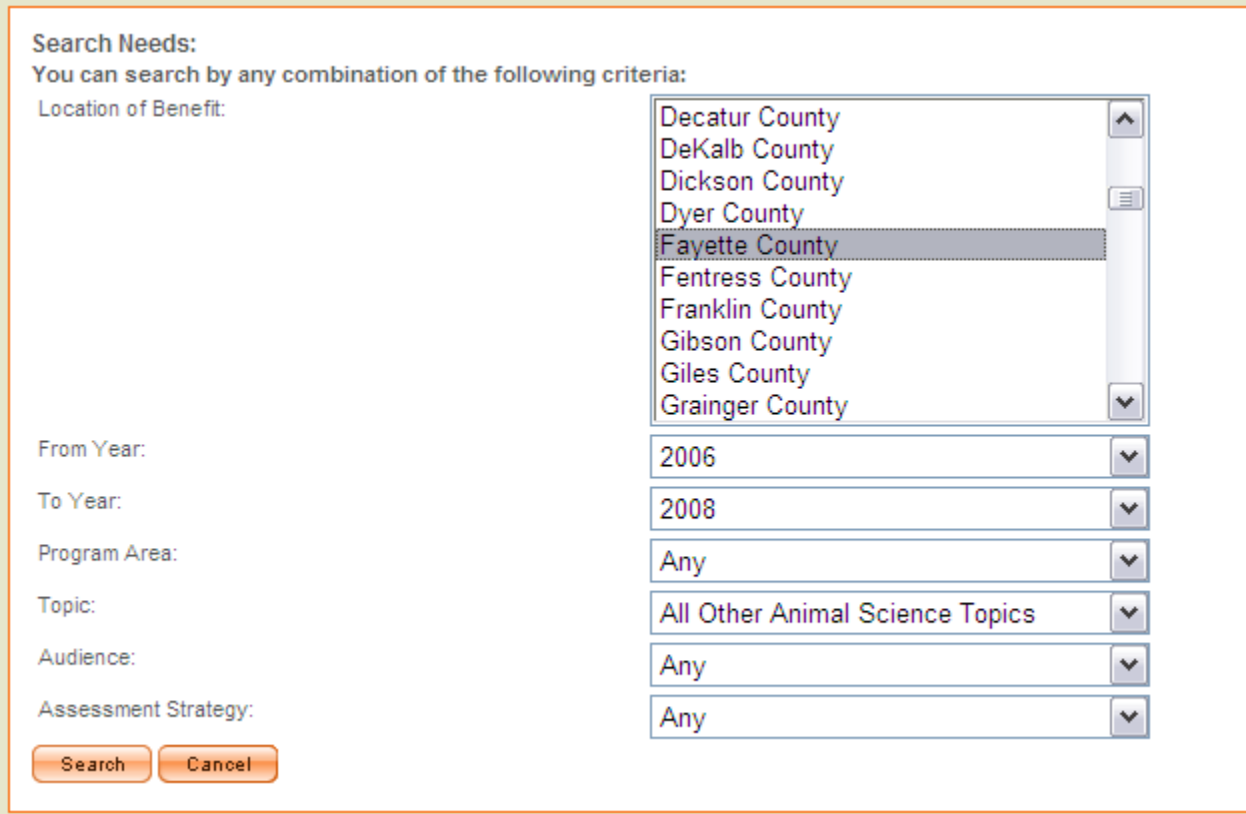 Search Needs:
You can search by any combination of the following criteria:
Location of Benefit:
Decatur County
DeKalb County
Dickson County
Dyer County
Fayette County
Fentress County
Franklin County
Gibson County
Giles County
Grainger County
From Year:
2006
To Year:
2008
Program Area:
Any
Topic:
All Other Animal Science Topics
Audience:
Any
Assessment Strategy:
Any
Search Cancel